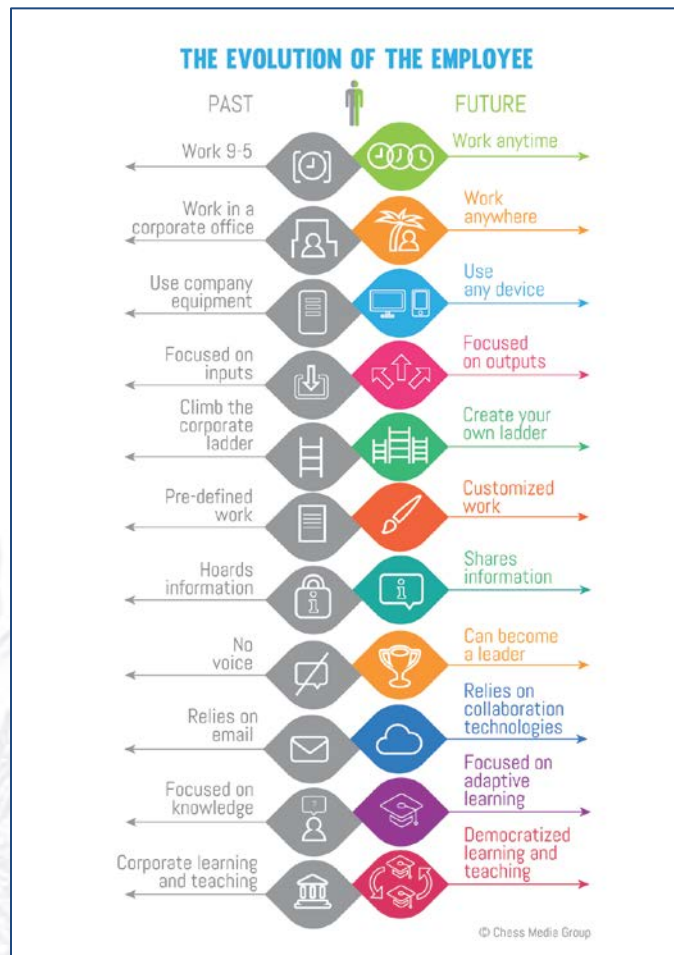 THE EVOLUTION OF THE EMPLOYEE
PAST
FUTURE
Work 9-5
Work anytime
Work in a
corporate office
Work
anywhere
Use company
equipment
Use
any device
Focused on
inputs
Focused
on outputs
Climb the
corporate
ladder
Create your
own ladder
Pre-defined
work
Customized
work
Hoards
information
i
i
Shares
information
No
voice
Can become
a leader
Relies on
email
Relies on
collaboration
technologies
Focused on
knowledge
?
Focused on
adaptive
learning
Corporate learning
and teaching
Democratized
learning and
teaching
© Chess Media Group